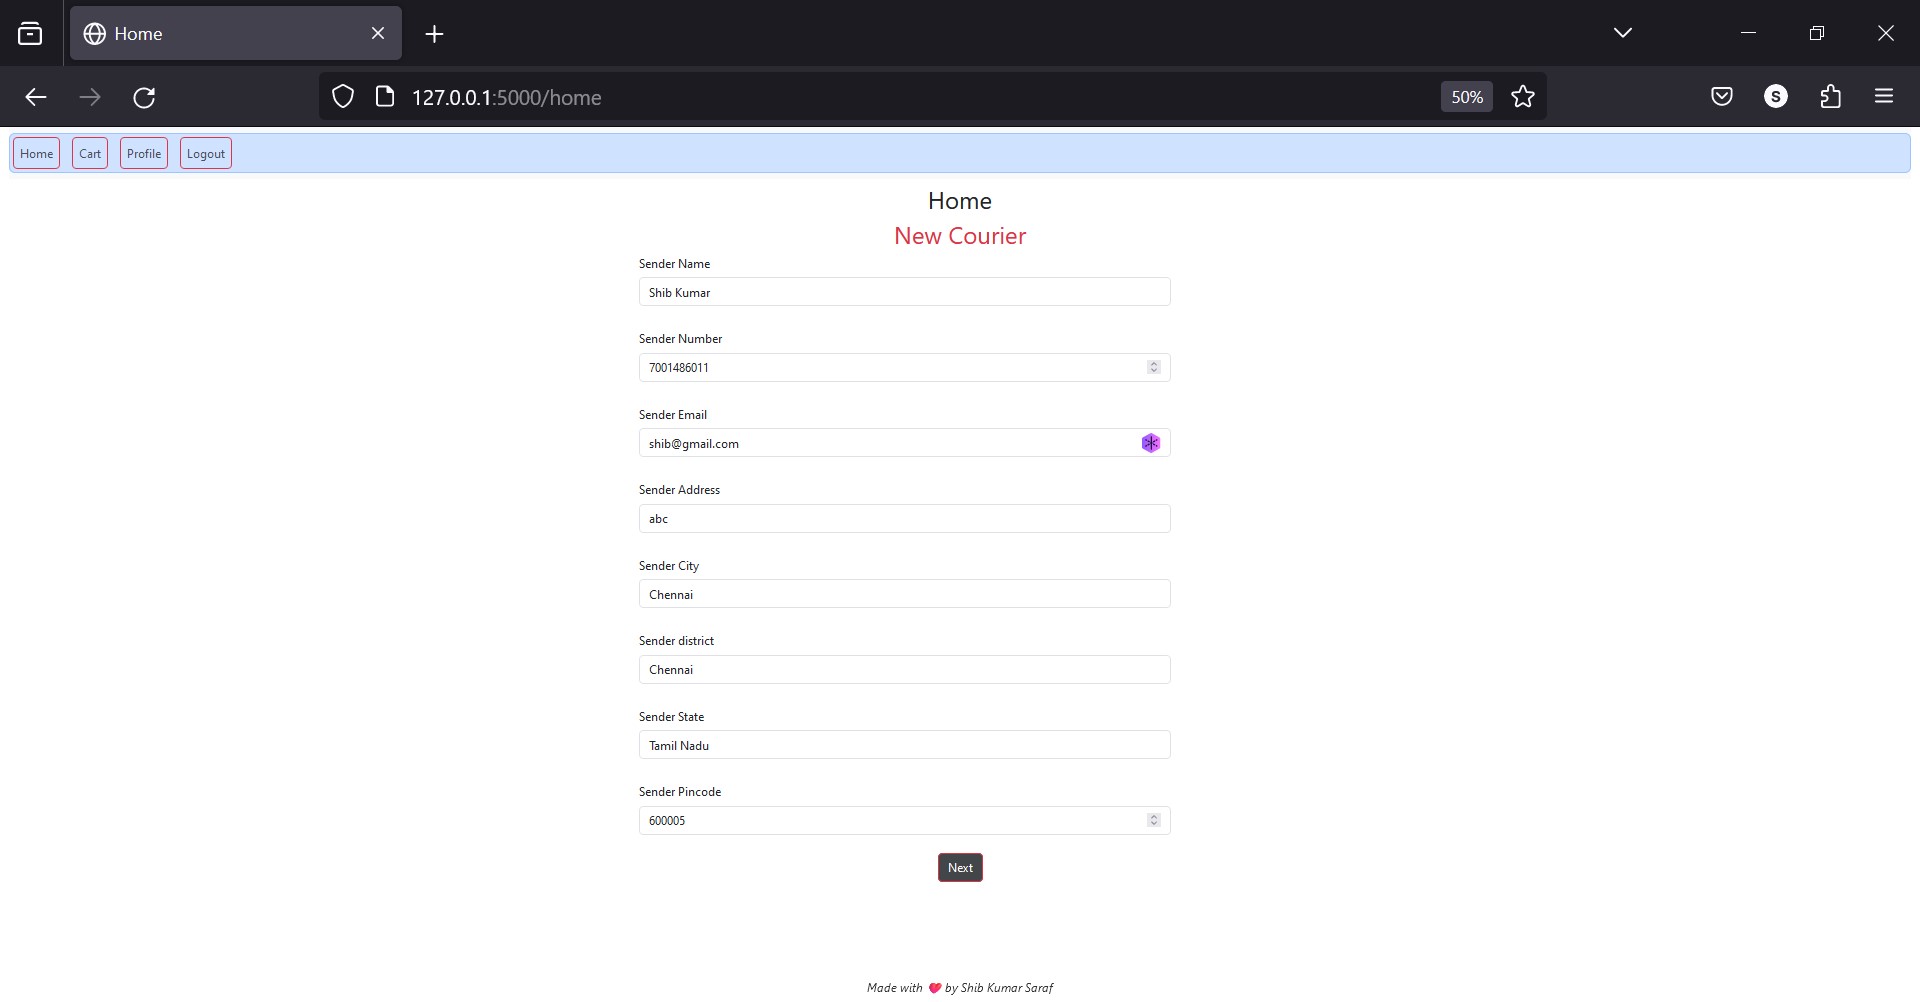 Home
127.0.0.1:5000/home 50% S
Home Cart Profile Logout
Home
New Courier
Sender Name
Shib Kumar
Sender Number
7001486011
Sender Email
shib@gmail.com
Sender Address
abc
Sender City
Chennai
Sender district
Chennai
Sender State
Tamil Nadu
Sender Pincode
600005
Next
Made with ❤ by Shib Kumar Saraf